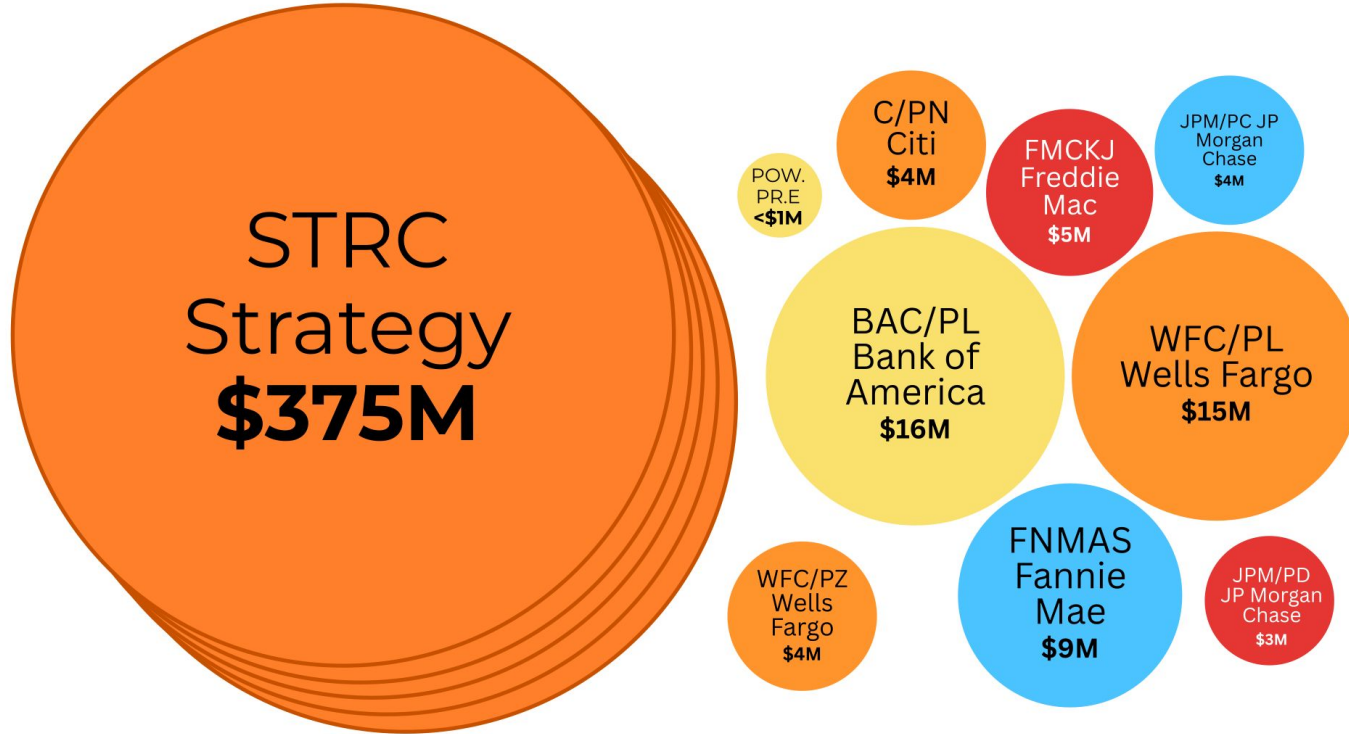 STRC
Strategy
$375M
POW.
PR.E
<$1M
C/PN
Citi
$4M
FMCKJ
Freddie
Mac
$5M
JPM/PC JP
Morgan
Chase
$4M
BAC/PL
Bank of
America
$16M
WFC/PL
Wells Fargo
$15M
WFC/PZ
Wells
Fargo
$4M
FNMAS
Fannie
Mae
$9M
JPM/PD
JP Morgan
Chase
$3M